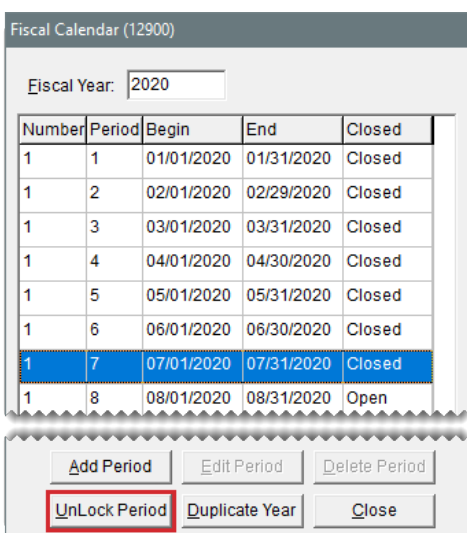 Fiscal Calendar (12900)
Fiscal Year: 2020
Number Period Begin End Closed
1 1 01/01/2020 01/31/2020 Closed
1 2 02/01/2020 02/29/2020 Closed
1 3 03/01/2020 03/31/2020 Closed
1 4 04/01/2020 04/30/2020 Closed
1 5 05/01/2020 05/31/2020 Closed
1 6 06/01/2020 06/30/2020 Closed
1 7 07/01/2020 07/31/2020 Closed
1 8 08/01/2020 08/31/2020 Open
Add Period Edit Period Delete Period
UnLock Period Duplicate Year Close